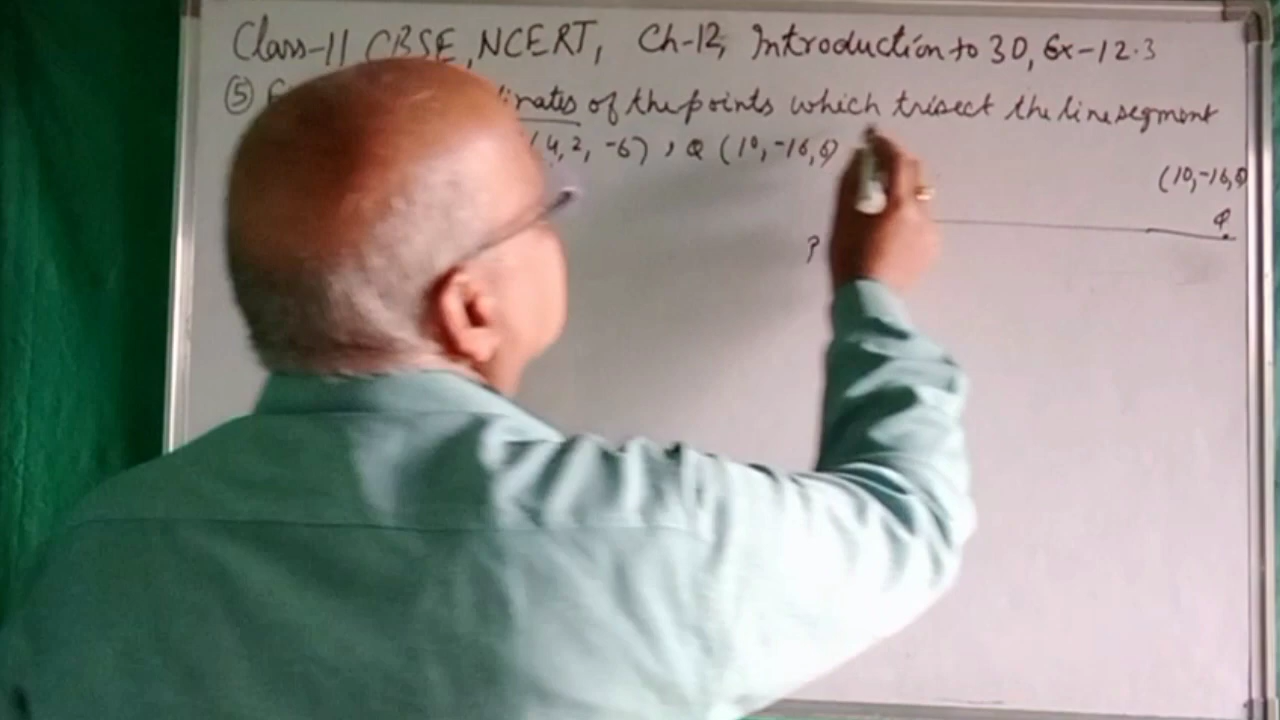 Class-11 CBSE, NCERT, Ch-12, Introduction to 3D, Ex-12.3
⑤ of the points which trisect the line segment
(4, 2, -6), Q (10, -16, 6)
(10, -16, 6
Q
P